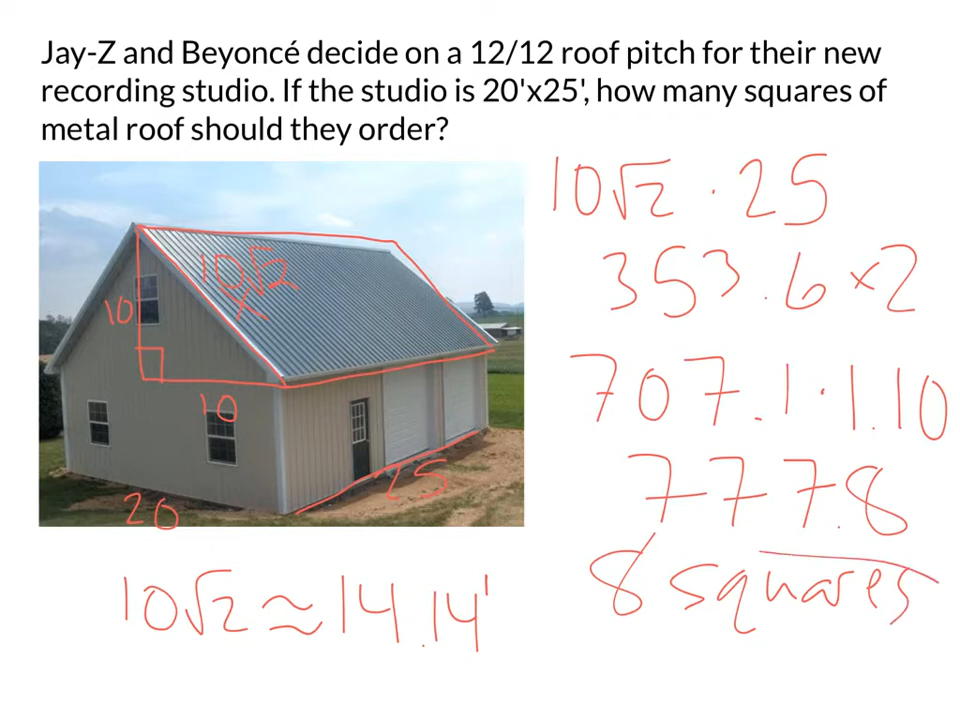 Jay-Z and Beyoncé decide on a 12/12 roof pitch for their new
recording studio. If the studio is 20'x25', how many squares of
metal roof should they order?
10√2 · 25
353.6 x 2
707.1 · 1.10
777.8
8 squares
10√2
x
10
10
25
20
10√2 ≈ 14.14'